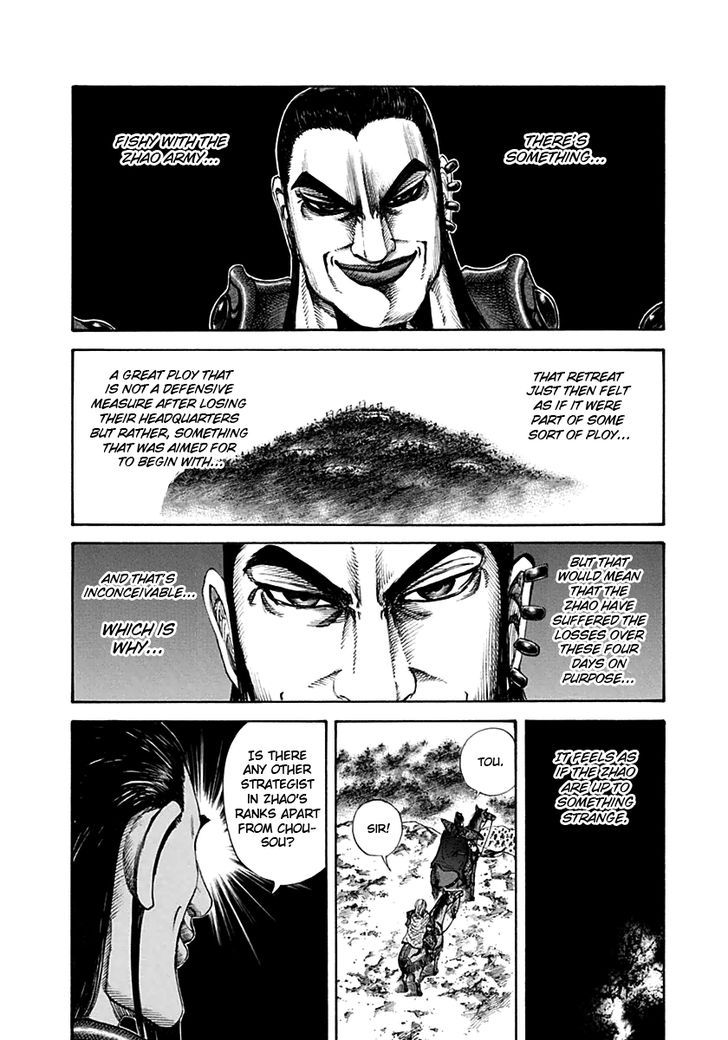 THERE'S
SOMETHING...
FISHY WITH THE
ZHAO ARMY...
THAT RETREAT
JUST THEN FELT
AS IF IT WERE
PART OF SOME
SORT OF PLOY...
A GREAT PLOY THAT
IS NOT A DEFENSIVE
MEASURE AFTER LOSING
THEIR HEADQUARTERS
BUT RATHER, SOMETHING
THAT WAS AIMED FOR
TO BEGIN WITH...
BUT THAT
WOULD MEAN
THAT THE
ZHAO HAVE
SUFFERED THE
LOSSES OVER
THESE FOUR
DAYS ON
PURPOSE...
AND THAT'S
INCONCEIVABLE...
WHICH IS
WHY...
IT FEELS AS
IF THE ZHAO
ARE UP TO
SOMETHING
STRANGE.
TOU.
SIR!
IS THERE
ANY OTHER
STRATEGIST
IN ZHAO'S
RANKS APART
FROM CHOU-
SOU?